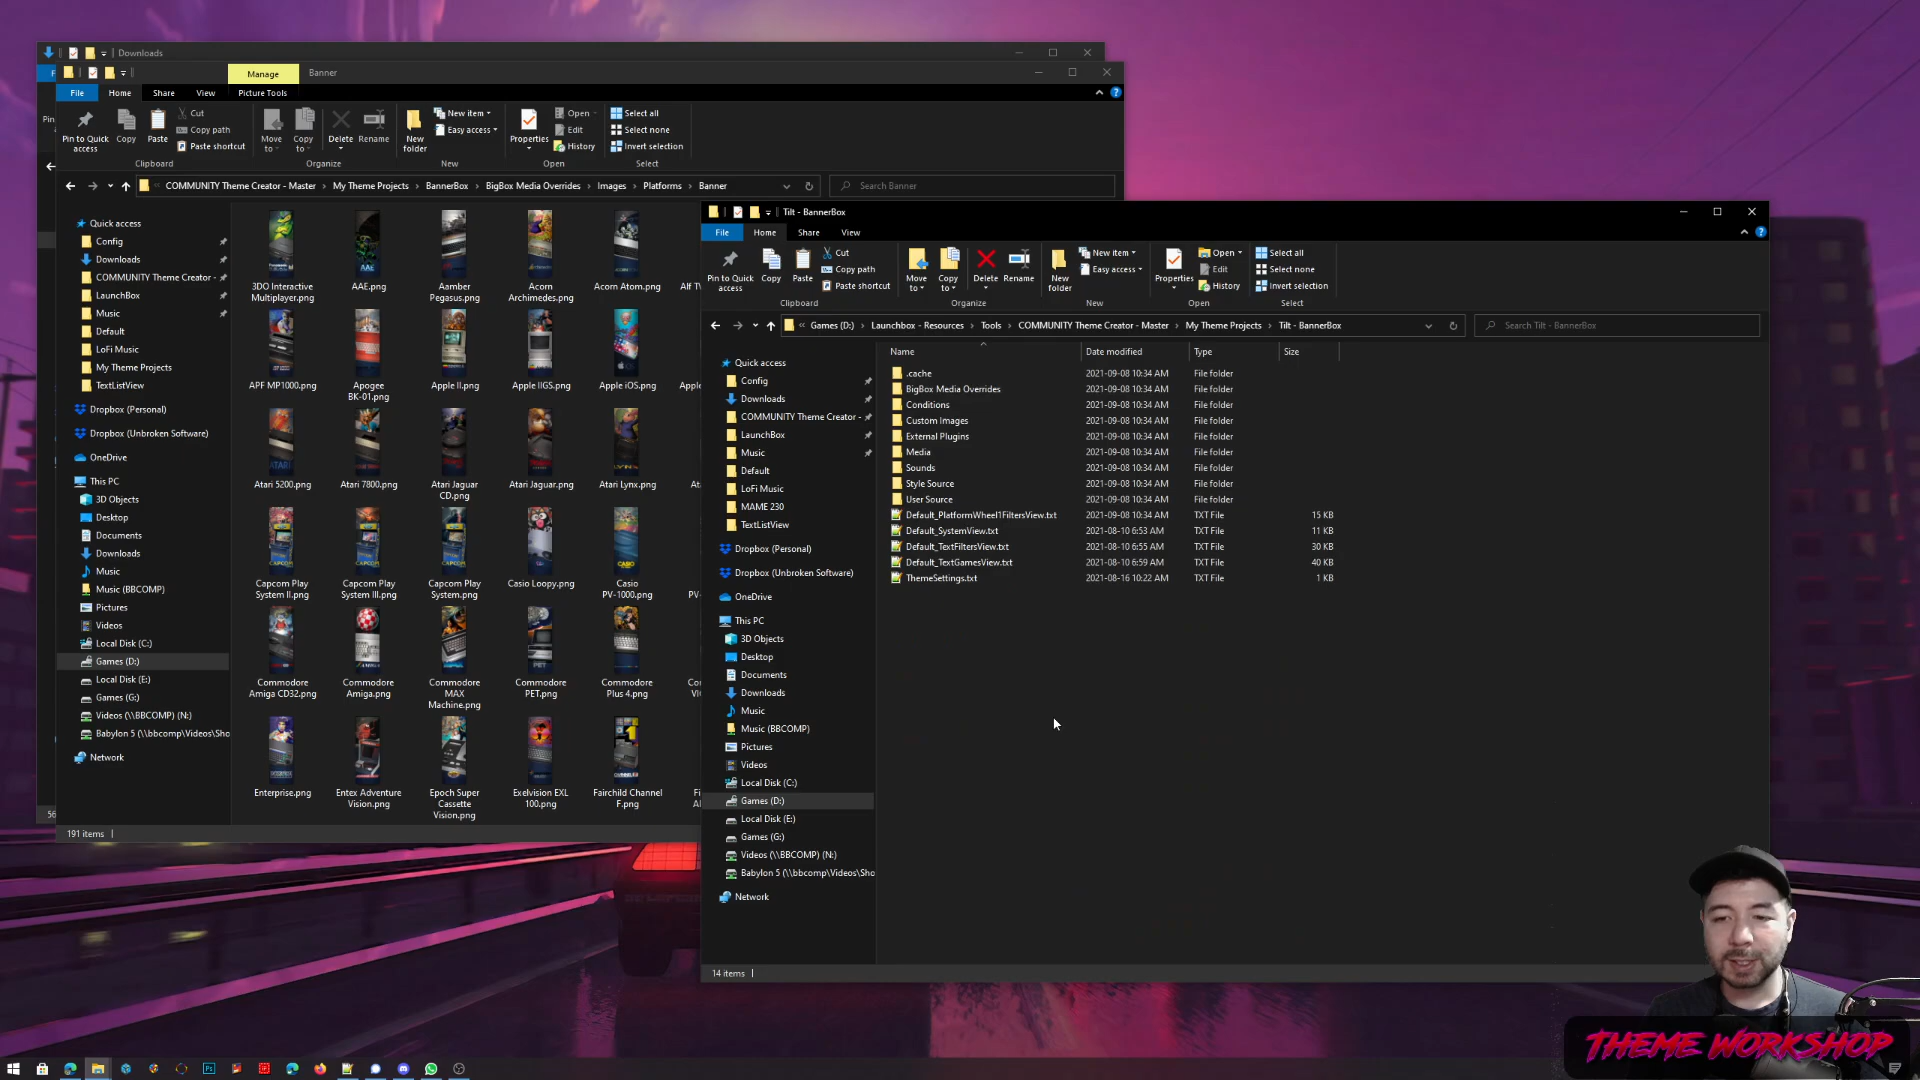 Downloads
Manage
Banner
File
Home
Share
View
Picture Tools
Pin to Quick access
Copy
Paste
Cut
Copy path
Paste shortcut
Move to
Copy to
Delete
Rename
New folder
New item
Easy access
Properties
Open
Edit
History
Select all
Select none
Invert selection
Clipboard
Organize
New
Open
Select
COMMUNITY Theme Creator - Master > My Theme Projects > BannerBox > BigBox Media Overrides > Images > Platforms > Banner
Search Banner
Quick access
Config
Downloads
COMMUNITY Theme Creator -
LaunchBox
Music
Default
LoFi Music
My Theme Projects
TextListView
Dropbox (Personal)
Dropbox (Unbroken Software)
OneDrive
This PC
3D Objects
Desktop
Documents
Downloads
Music
Music (BBCOMP)
Pictures
Videos
Local Disk (C:)
Games (D:)
Local Disk (E:)
Games (G:)
Videos (\\BBCOMP) (N:)
Babylon 5 (\\bbcomp\Videos\Sho
Network
3DO Interactive Multiplayer.png
AAE.png
Aamber Pegasus.png
Acorn Archimedes.png
Acorn Atom.png
Alf T
APF MP1000.png
Apogee BK-01.png
Apple II.png
Apple IIGS.png
Apple iOS.png
Apple
Atari 5200.png
Atari 7800.png
Atari Jaguar CD.png
Atari Jaguar.png
Atari Lynx.png
Capcom Play System II.png
Capcom Play System III.png
Capcom Play System.png
Casio Loopy.png
Casio PV-1000.png
Commodore Amiga CD32.png
Commodore Amiga.png
Commodore MAX Machine.png
Commodore PET.png
Commodore Plus 4.png
Enterprise.png
Entex Adventure Vision.png
Epoch Super Cassette Vision.png
Exelvision EXL 100.png
Fairchild Channel F.png
191 items
Tilt - BannerBox
File
Home
Share
View
Pin to Quick access
Copy
Paste
Cut
Copy path
Paste shortcut
Move to
Copy to
Delete
Rename
New folder
New item
Easy access
Properties
Open
Edit
History
Select all
Select none
Invert selection
Clipboard
Organize
New
Open
Select
Games (D:) > Launchbox - Resources > Tools > COMMUNITY Theme Creator - Master > My Theme Projects > Tilt - BannerBox
Search Tilt - BannerBox
Quick access
Config
Downloads
COMMUNITY Theme Creator -
LaunchBox
Music
Default
LoFi Music
MAME 230
TextListView
Dropbox (Personal)
Dropbox (Unbroken Software)
OneDrive
This PC
3D Objects
Desktop
Documents
Downloads
Music
Music (BBCOMP)
Pictures
Videos
Local Disk (C:)
Games (D:)
Local Disk (E:)
Games (G:)
Videos (\\BBCOMP) (N:)
Babylon 5 (\\bbcomp\Videos\Sho
Network
Name Date modified Type Size
.cache 2021-09-08 10:34 AM File folder
BigBox Media Overrides 2021-09-08 10:34 AM File folder
Conditions 2021-09-08 10:34 AM File folder
Custom Images 2021-09-08 10:34 AM File folder
External Plugins 2021-09-08 10:34 AM File folder
Media 2021-09-08 10:34 AM File folder
Sounds 2021-09-08 10:34 AM File folder
Style Source 2021-09-08 10:34 AM File folder
User Source 2021-09-08 10:34 AM File folder
Default_PlatformWheel1FiltersView.txt 2021-09-08 10:34 AM TXT File 15 KB
Default_SystemView.txt 2021-08-10 6:53 AM TXT File 11 KB
Default_TextFiltersView.txt 2021-08-10 6:55 AM TXT File 30 KB
Default_TextGamesView.txt 2021-08-10 6:59 AM TXT File 40 KB
ThemeSettings.txt 2021-08-16 10:22 AM TXT File 1 KB
14 items
THEME WORKSHOP